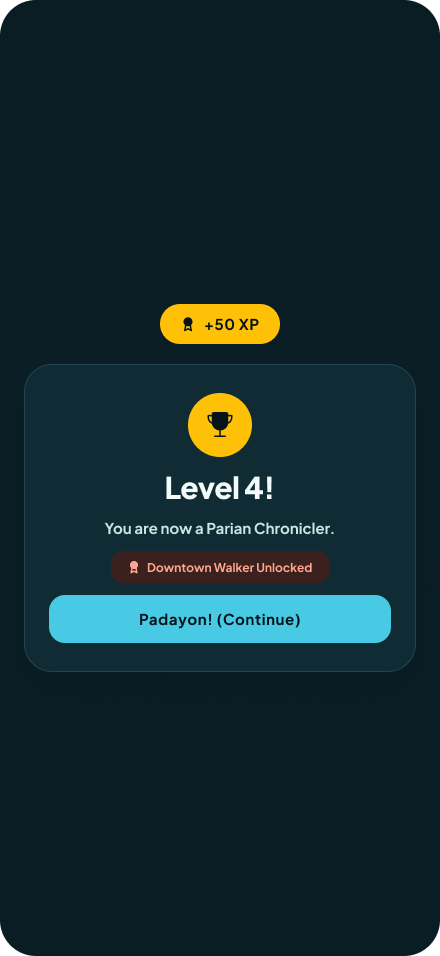 +50 XP
Level 4!
You are now a Parian Chronicler.
Downtown Walker Unlocked
Padayon! (Continue)